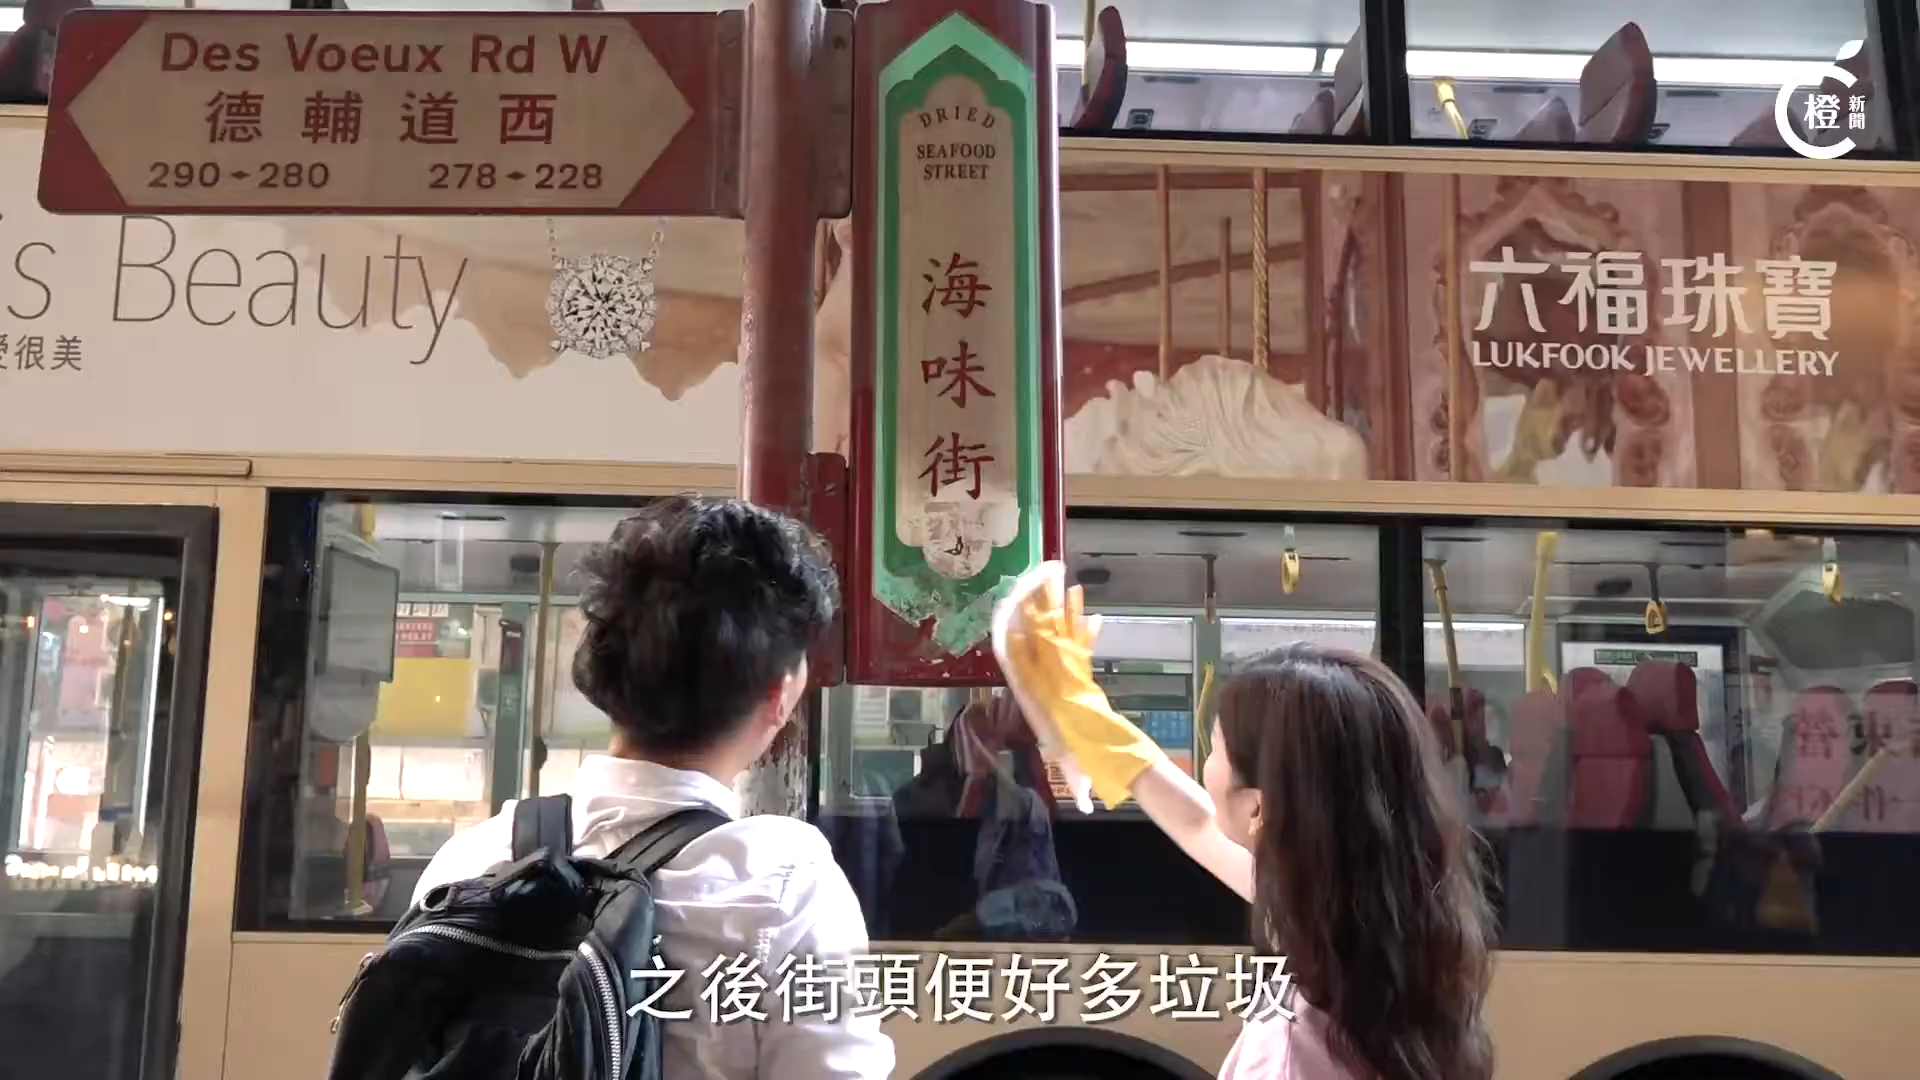 Des Voeux Rd W
德輔道西
290 280 278 228
DRIED
SEAFOOD
STREET
海味街
橙新聞
's Beauty
愛很美
六福珠寶
LUKFOOK JEWELLERY
之後街頭便好多垃圾